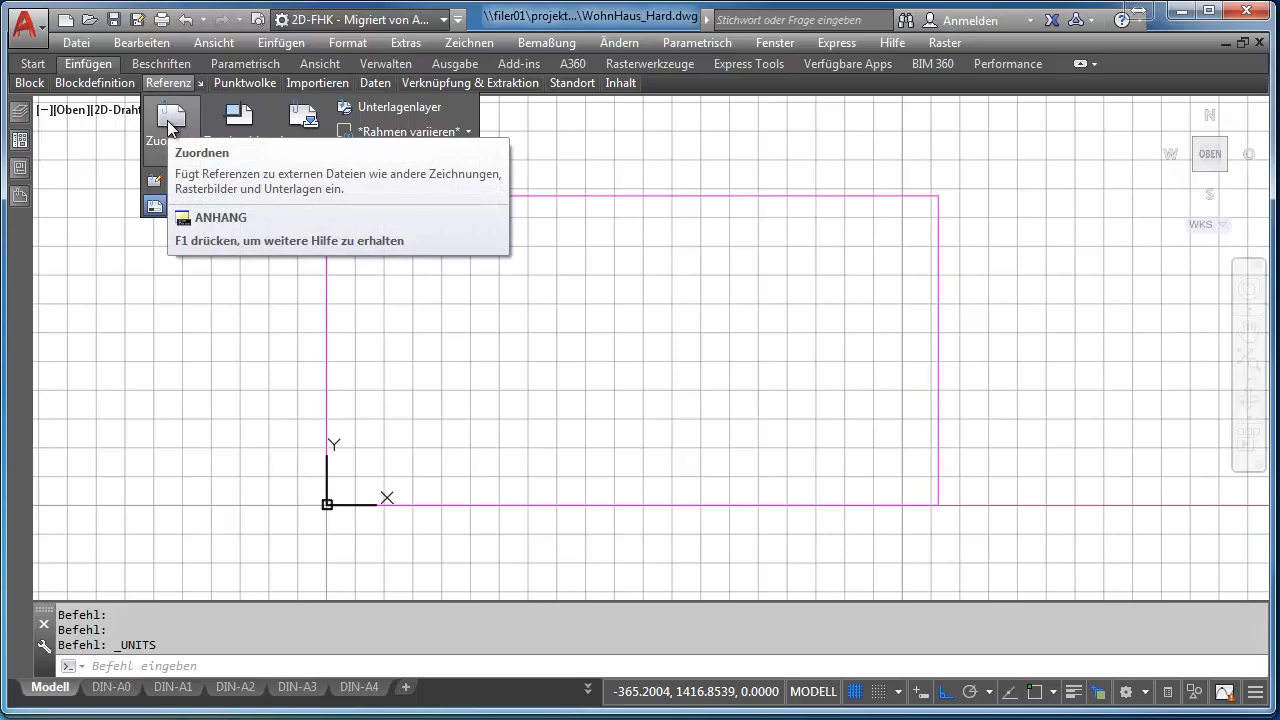 2D-FHK - Migriert von A...
\\filer01\projekt...\WohnHaus_Hard.dwg
Stichwort oder Frage eingeben
Anmelden
Datei Bearbeiten Ansicht Einfügen Format Extras Zeichnen Bemaßung Ändern Parametrisch Fenster Express Hilfe Raster
Start Einfügen Beschriften Parametrisch Ansicht Verwalten Ausgabe Add-ins A360 Rasterwerkzeuge Express Tools Verfügbare Apps BIM 360 Performance
Block Blockdefinition Referenz Punktwolke Importieren Daten Verknüpfung & Extraktion Standort Inhalt
[−][Oben][2D-Draht
Unterlagenlayer
*Rahmen variieren*
Zuordnen
Fügt Referenzen zu externen Dateien wie andere Zeichnungen,
Rasterbilder und Unterlagen ein.
ANHANG
F1 drücken, um weitere Hilfe zu erhalten
N
W OBEN O
S
WKS
Y
X
Befehl:
Befehl:
Befehl: _UNITS
Befehl eingeben
Modell DIN-A0 DIN-A1 DIN-A2 DIN-A3 DIN-A4 +
-365.2004, 1416.8539, 0.0000 MODELL